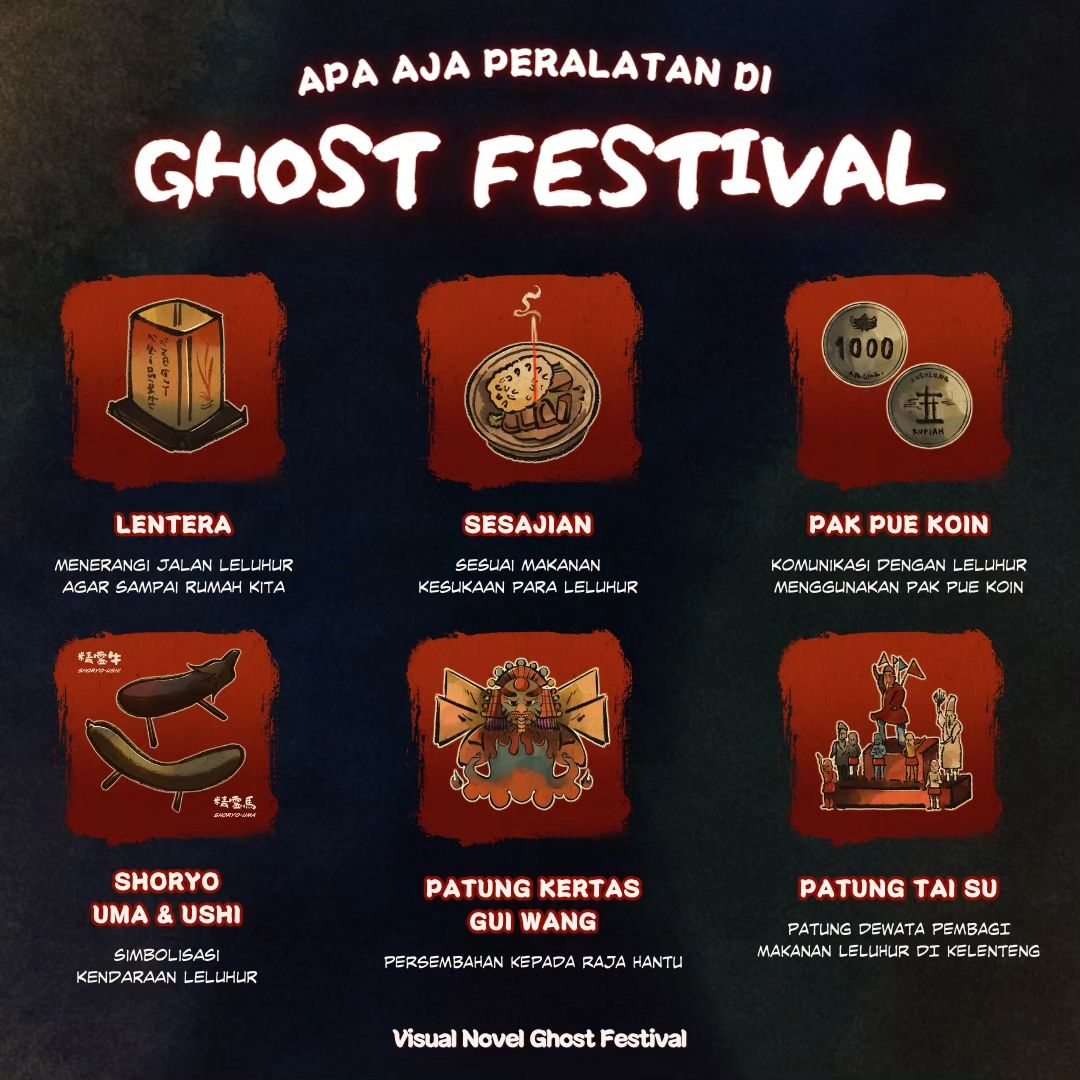 APA AJA PERALATAN DI
GHOST FESTIVAL
1000
RUPIAH
LENTERA
MENERANGI JALAN LELUHUR
AGAR SAMPAI RUMAH KITA
SESAJIAN
SESUAI MAKANAN
KESUKAAN PARA LELUHUR
PAK PUE KOIN
KOMUNIKASI DENGAN LELUHUR
MENGGUNAKAN PAK PUE KOIN
精霊牛
SHORYO-USHI
精霊馬
SHORYO-UMA
SHORYO
UMA & USHI
SIMBOLISASI
KENDARAAN LELUHUR
PATUNG KERTAS
GUI WANG
PERSEMBAHAN KEPADA RAJA HANTU
PATUNG TAI SU
PATUNG DEWATA PEMBAGI
MAKANAN LELUHUR DI KELENTENG
Visual Novel Ghost Festival